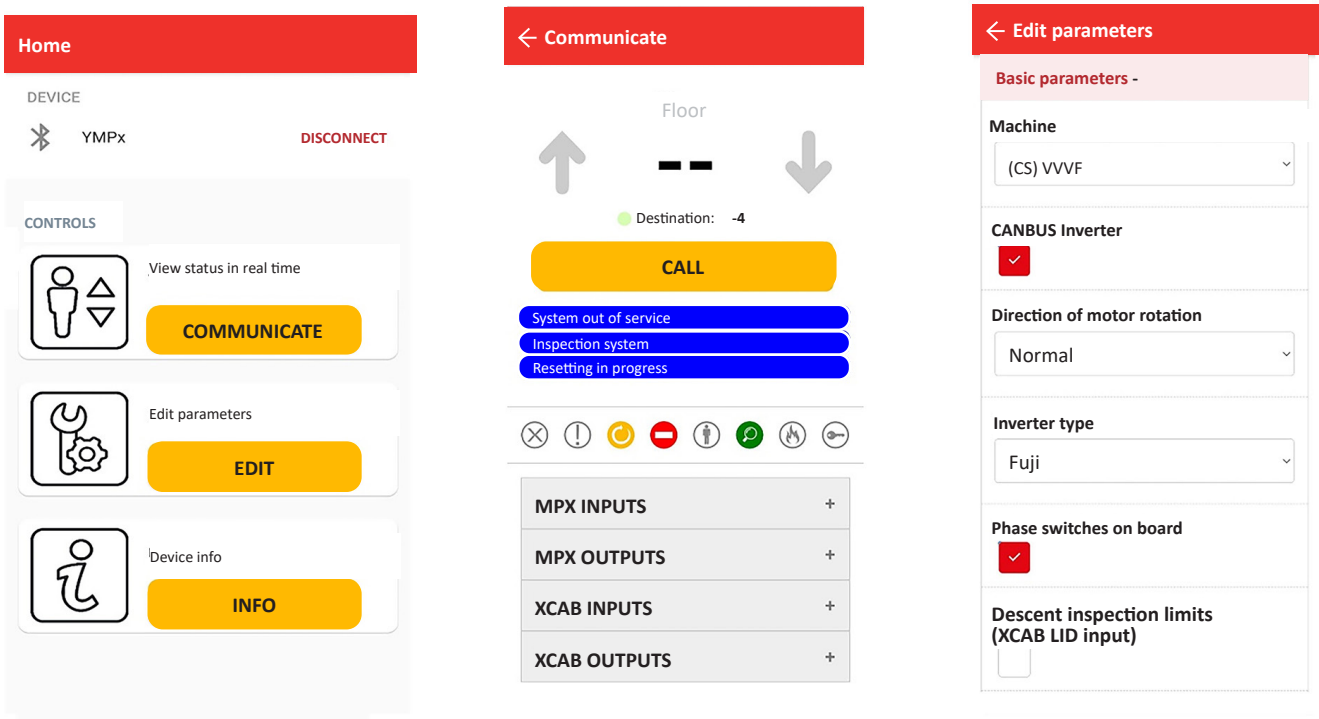 Home
DEVICE
YMPx
DISCONNECT
CONTROLS
View status in real time
COMMUNICATE
Edit parameters
EDIT
Device info
INFO
Communicate
Floor
--
Destination: -4
CALL
System out of service
Inspection system
Resetting in progress
MPX INPUTS +
MPX OUTPUTS +
XCAB INPUTS +
XCAB OUTPUTS +
Edit parameters
Basic parameters -
Machine
(CS) VVVF
CANBUS Inverter
Direction of motor rotation
Normal
Inverter type
Fuji
Phase switches on board
Descent inspection limits
(XCAB LID input)